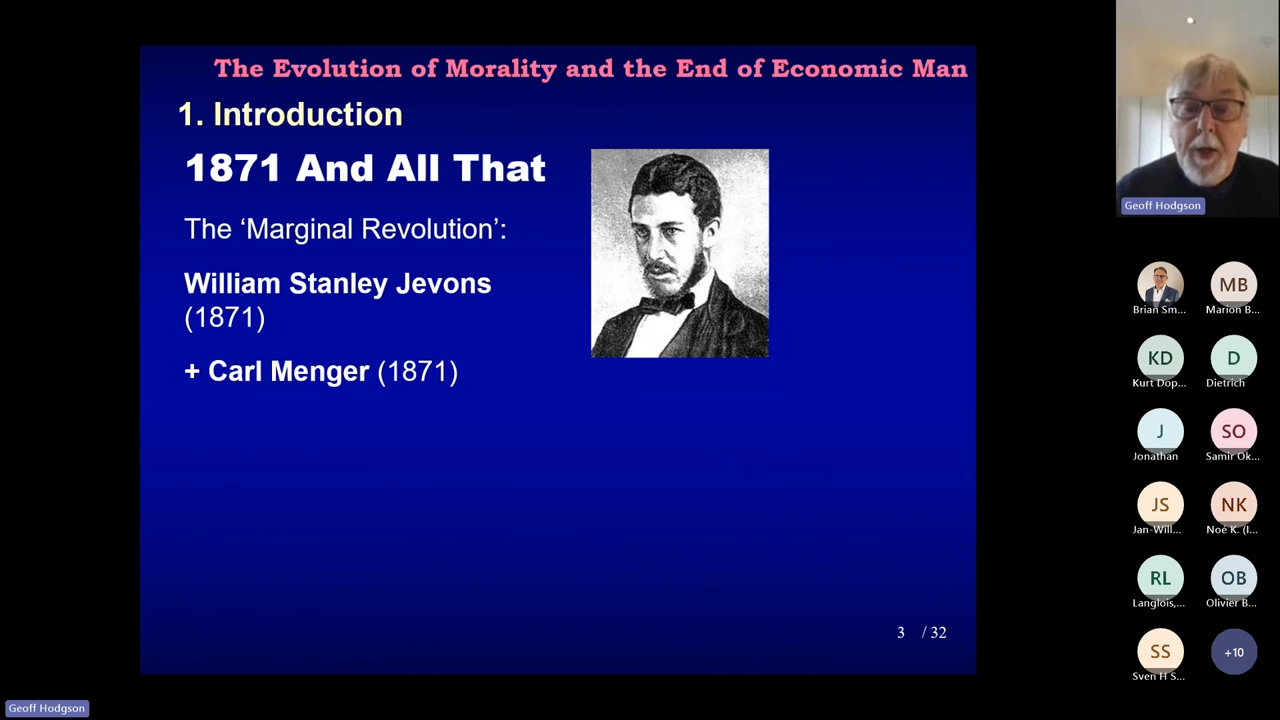 The Evolution of Morality and the End of Economic Man
1. Introduction
1871 And All That
The ‘Marginal Revolution’:
William Stanley Jevons
(1871)
+ Carl Menger (1871)
3 / 32
Geoff Hodgson
Brian Sm...
MB
Marion B...
KD
Kurt Dop...
D
Dietrich
J
Jonathan
SO
Samir Ok...
JS
Jan-Will...
NK
Noé K. (I...
RL
Langlois,...
OB
Olivier B...
SS
Sven H S...
+10
Geoff Hodgson